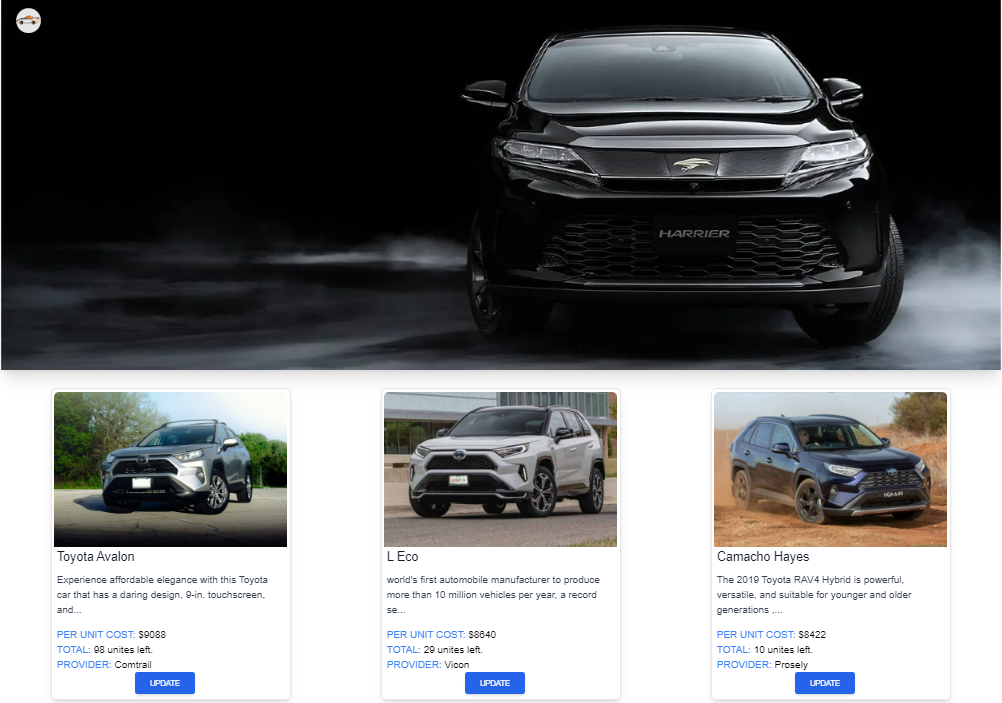 HARRIER
Toyota Avalon
Experience affordable elegance with this Toyota
car that has a daring design, 9-in. touchscreen,
and...
PER UNIT COST: $9088
TOTAL: 98 unites left.
PROVIDER: Comtrail
UPDATE
L Eco
world's first automobile manufacturer to produce
more than 10 million vehicles per year, a record
se...
PER UNIT COST: $8640
TOTAL: 29 unites left.
PROVIDER: Vicon
UPDATE
HQA·649
Camacho Hayes
The 2019 Toyota RAV4 Hybrid is powerful,
versatile, and suitable for younger and older
generations ,...
PER UNIT COST: $8422
TOTAL: 10 unites left.
PROVIDER: Prosely
UPDATE